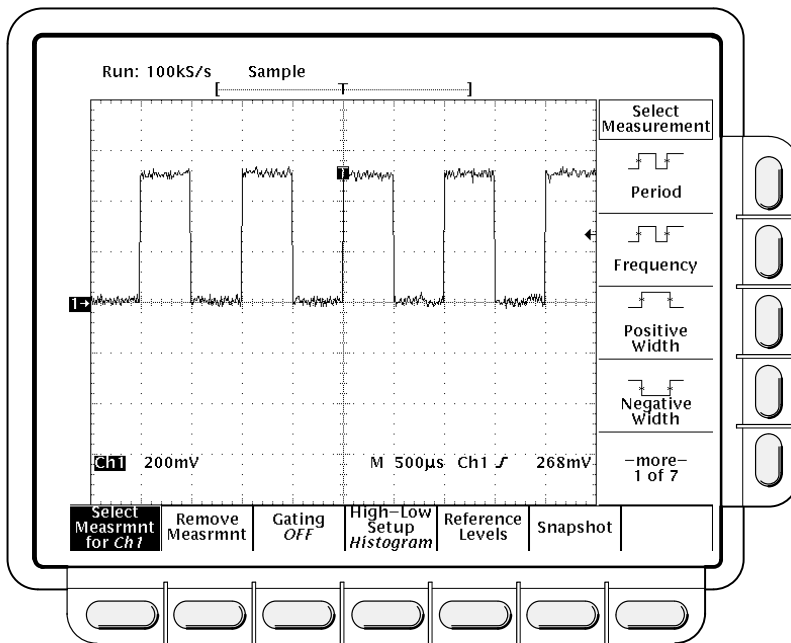 Run: 100kS/s Sample
[ T ]
Select
Measurement
Period
Frequency
Positive
Width
Negative
Width
–more–
1 of 7
T
1→
Ch1 200mV M 500µs Ch1 268mV
Select
Measrmnt
for Ch1
Remove
Measrmnt
Gating
OFF
High–Low
Setup
Histogram
Reference
Levels
Snapshot